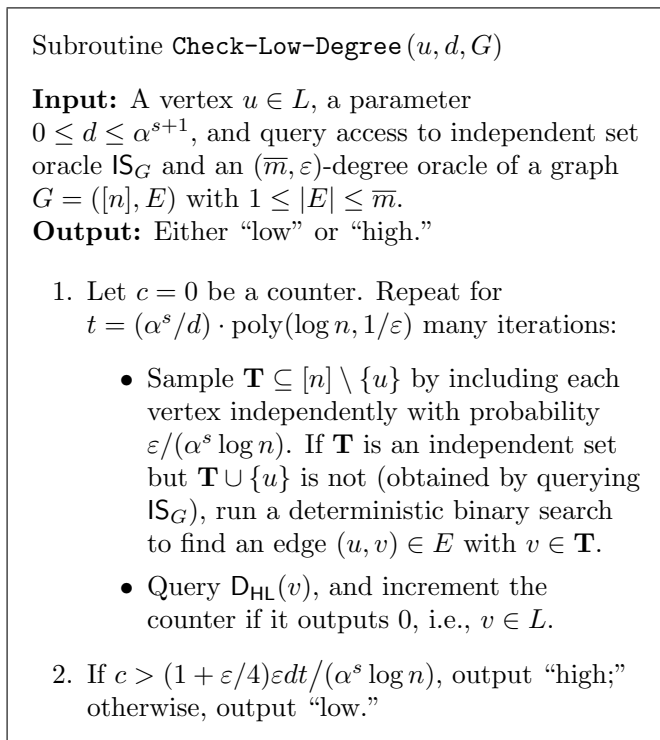 Subroutine Check-Low-Degree (u, d, G)
Input: A vertex u ∈ L, a parameter
0 ≤ d ≤ α^{s+1}, and query access to independent set
oracle IS_G and an (m̅, ε)-degree oracle of a graph
G = ([n], E) with 1 ≤ |E| ≤ m̅.
Output: Either “low” or “high.”
1. Let c = 0 be a counter. Repeat for
t = (α^s/d) · poly(log n, 1/ε) many iterations:
• Sample T ⊆ [n] \ {u} by including each
vertex independently with probability
ε/(α^s log n). If T is an independent set
but T ∪ {u} is not (obtained by querying
IS_G), run a deterministic binary search
to find an edge (u, v) ∈ E with v ∈ T.
• Query D_HL(v), and increment the
counter if it outputs 0, i.e., v ∈ L.
2. If c > (1 + ε/4)εdt/(α^s log n), output “high;”
otherwise, output “low.”